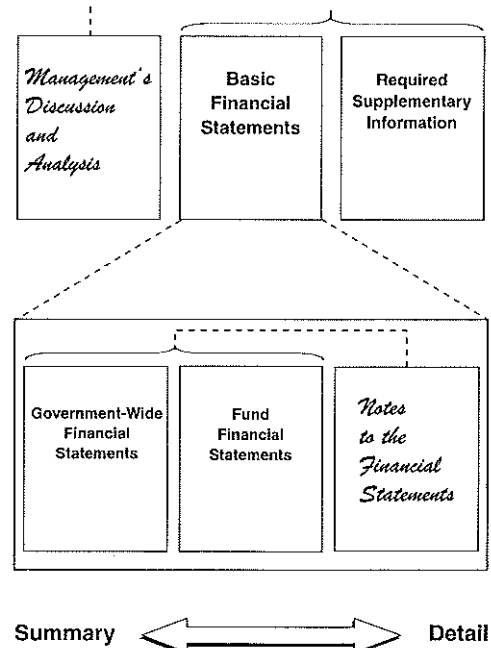 Management's
Discussion
and
Analysis
Basic
Financial
Statements
Required
Supplementary
Information
Government-Wide
Financial
Statements
Fund
Financial
Statements
Notes
to the
Financial
Statements
Summary
Detail